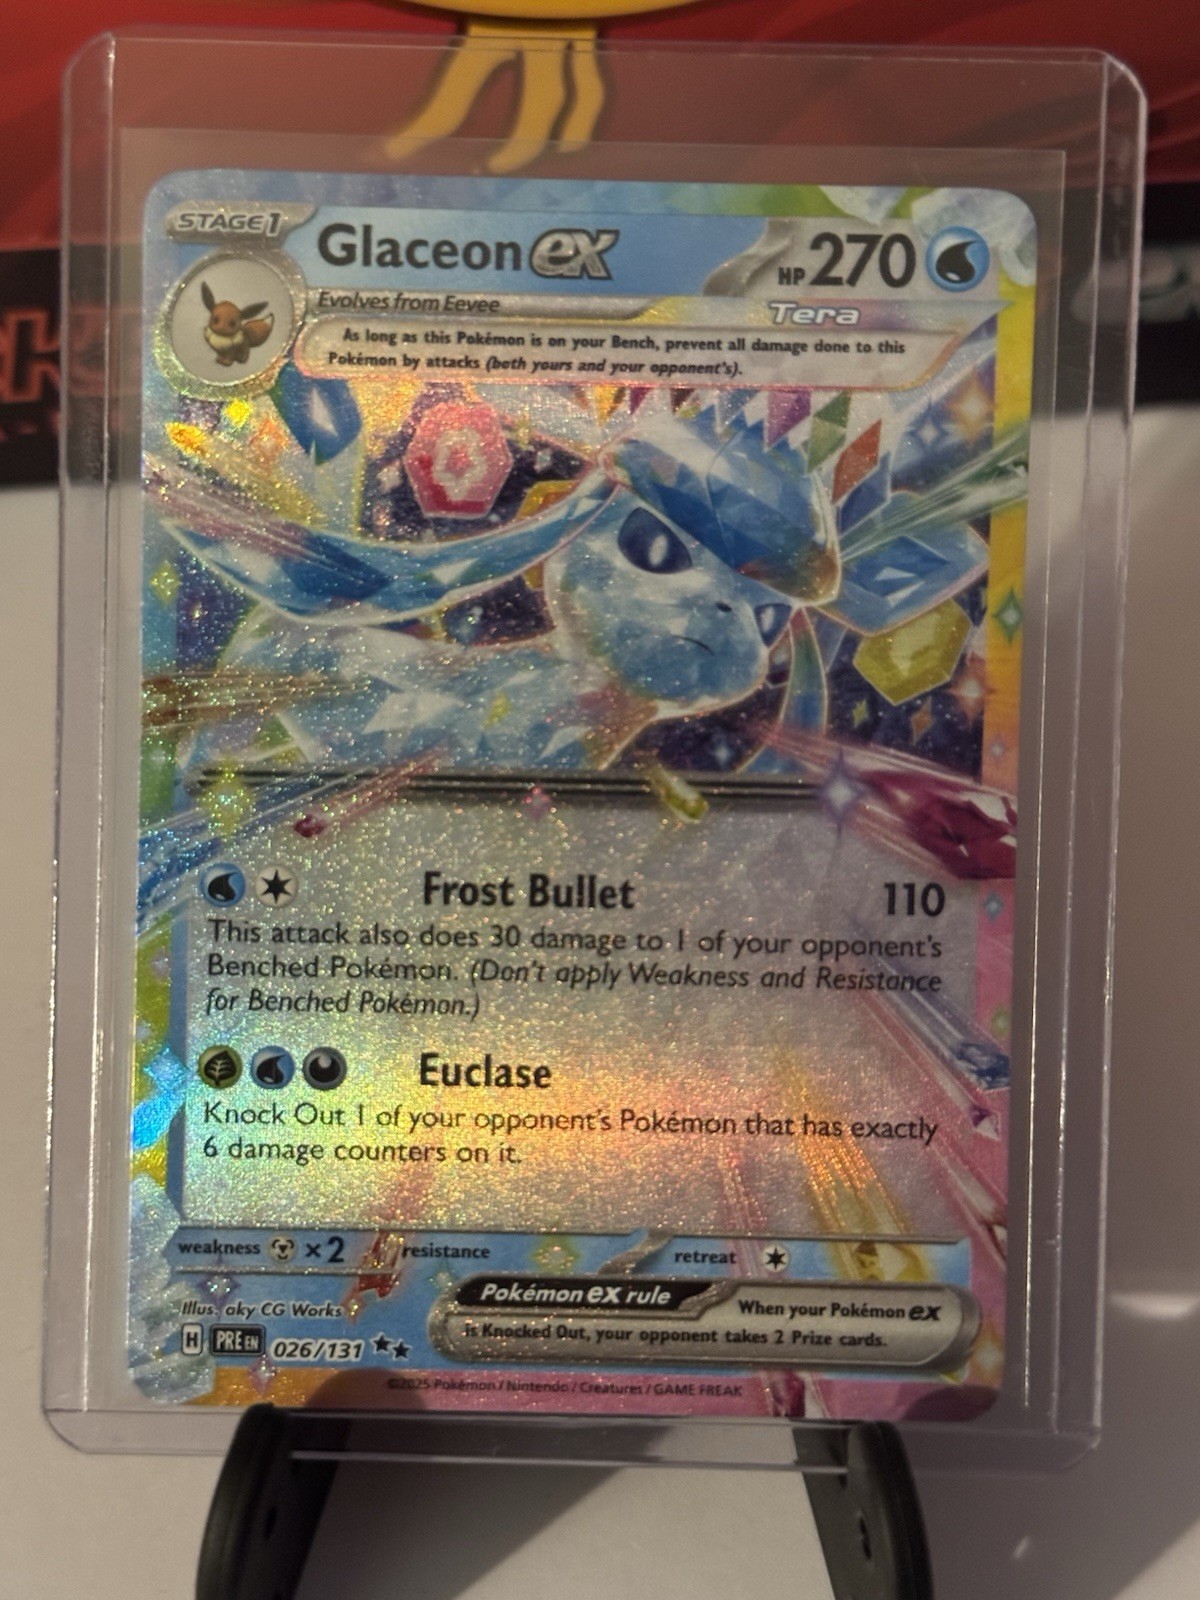 STAGE 1
Glaceon ex
HP 270
Evolves from Eevee
Tera
As long as this Pokémon is on your Bench, prevent all damage done to this
Pokémon by attacks (both yours and your opponent's).
Frost Bullet 110
This attack also does 30 damage to 1 of your opponent's
Benched Pokémon. (Don't apply Weakness and Resistance
for Benched Pokémon.)
Euclase
Knock Out 1 of your opponent's Pokémon that has exactly
6 damage counters on it.
weakness ×2 resistance retreat
Pokémon ex rule
When your Pokémon ex
is Knocked Out, your opponent takes 2 Prize cards.
Illus. aky CG Works
H PRE EN 026/131 ★★
©2025 Pokémon / Nintendo / Creatures / GAME FREAK